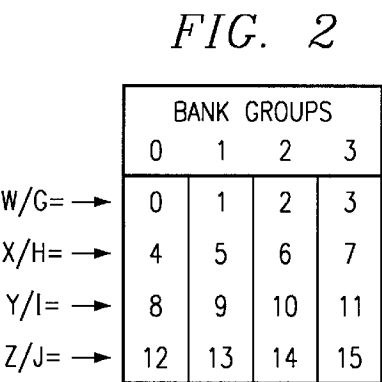 FIG. 2
BANK GROUPS
0 1 2 3
W/G= → 0 1 2 3
X/H= → 4 5 6 7
Y/I= → 8 9 10 11
Z/J= → 12 13 14 15